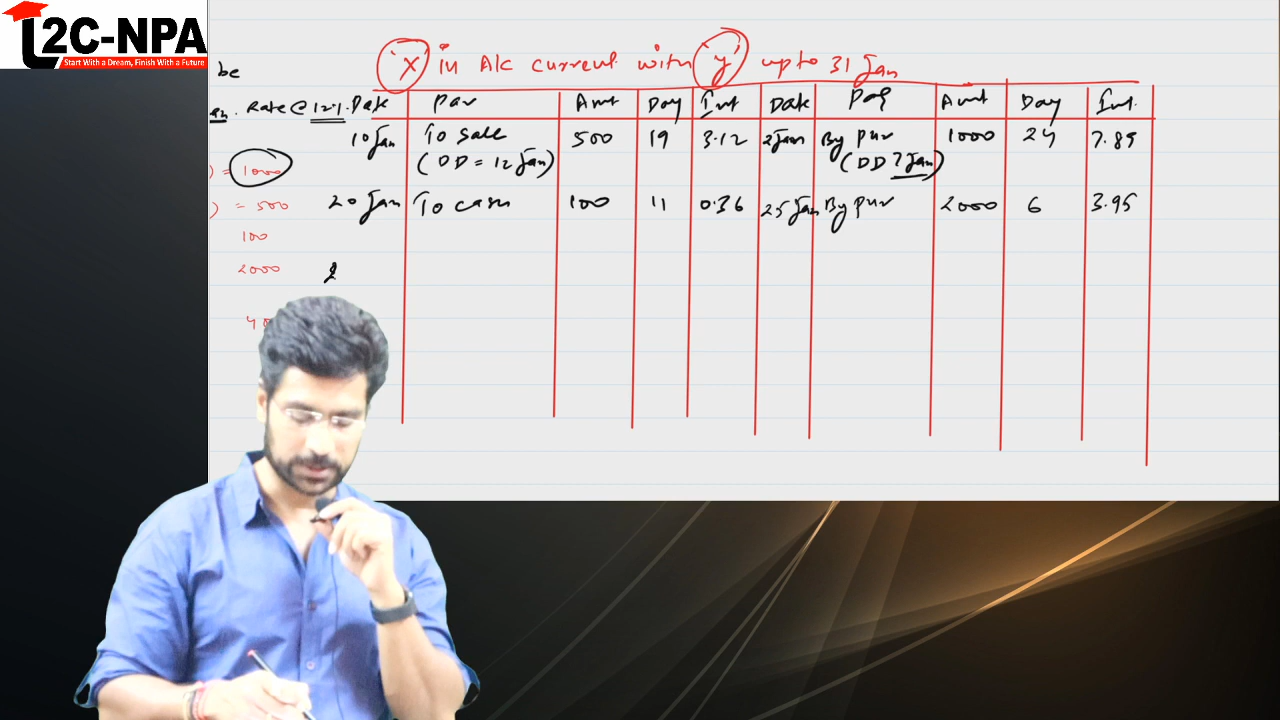 L2C-NPA
Start With a Dream, Finish With a Future
'X' in A/c current with 'y' upto 31 Jan
be
an. Rate @ 12%.
Date Par Amt Day Int Date Par Amt Day Int.
10 Jan To Sale 500 19 3.12 2 Jan By pur 1000 24 7.89
(DD = 12 Jan) (DD 7 Jan)
) = 1000
20 Jan To cash 100 11 0.36 25 Jan By pur 2000 6 3.95
) = 500
100
2000 2